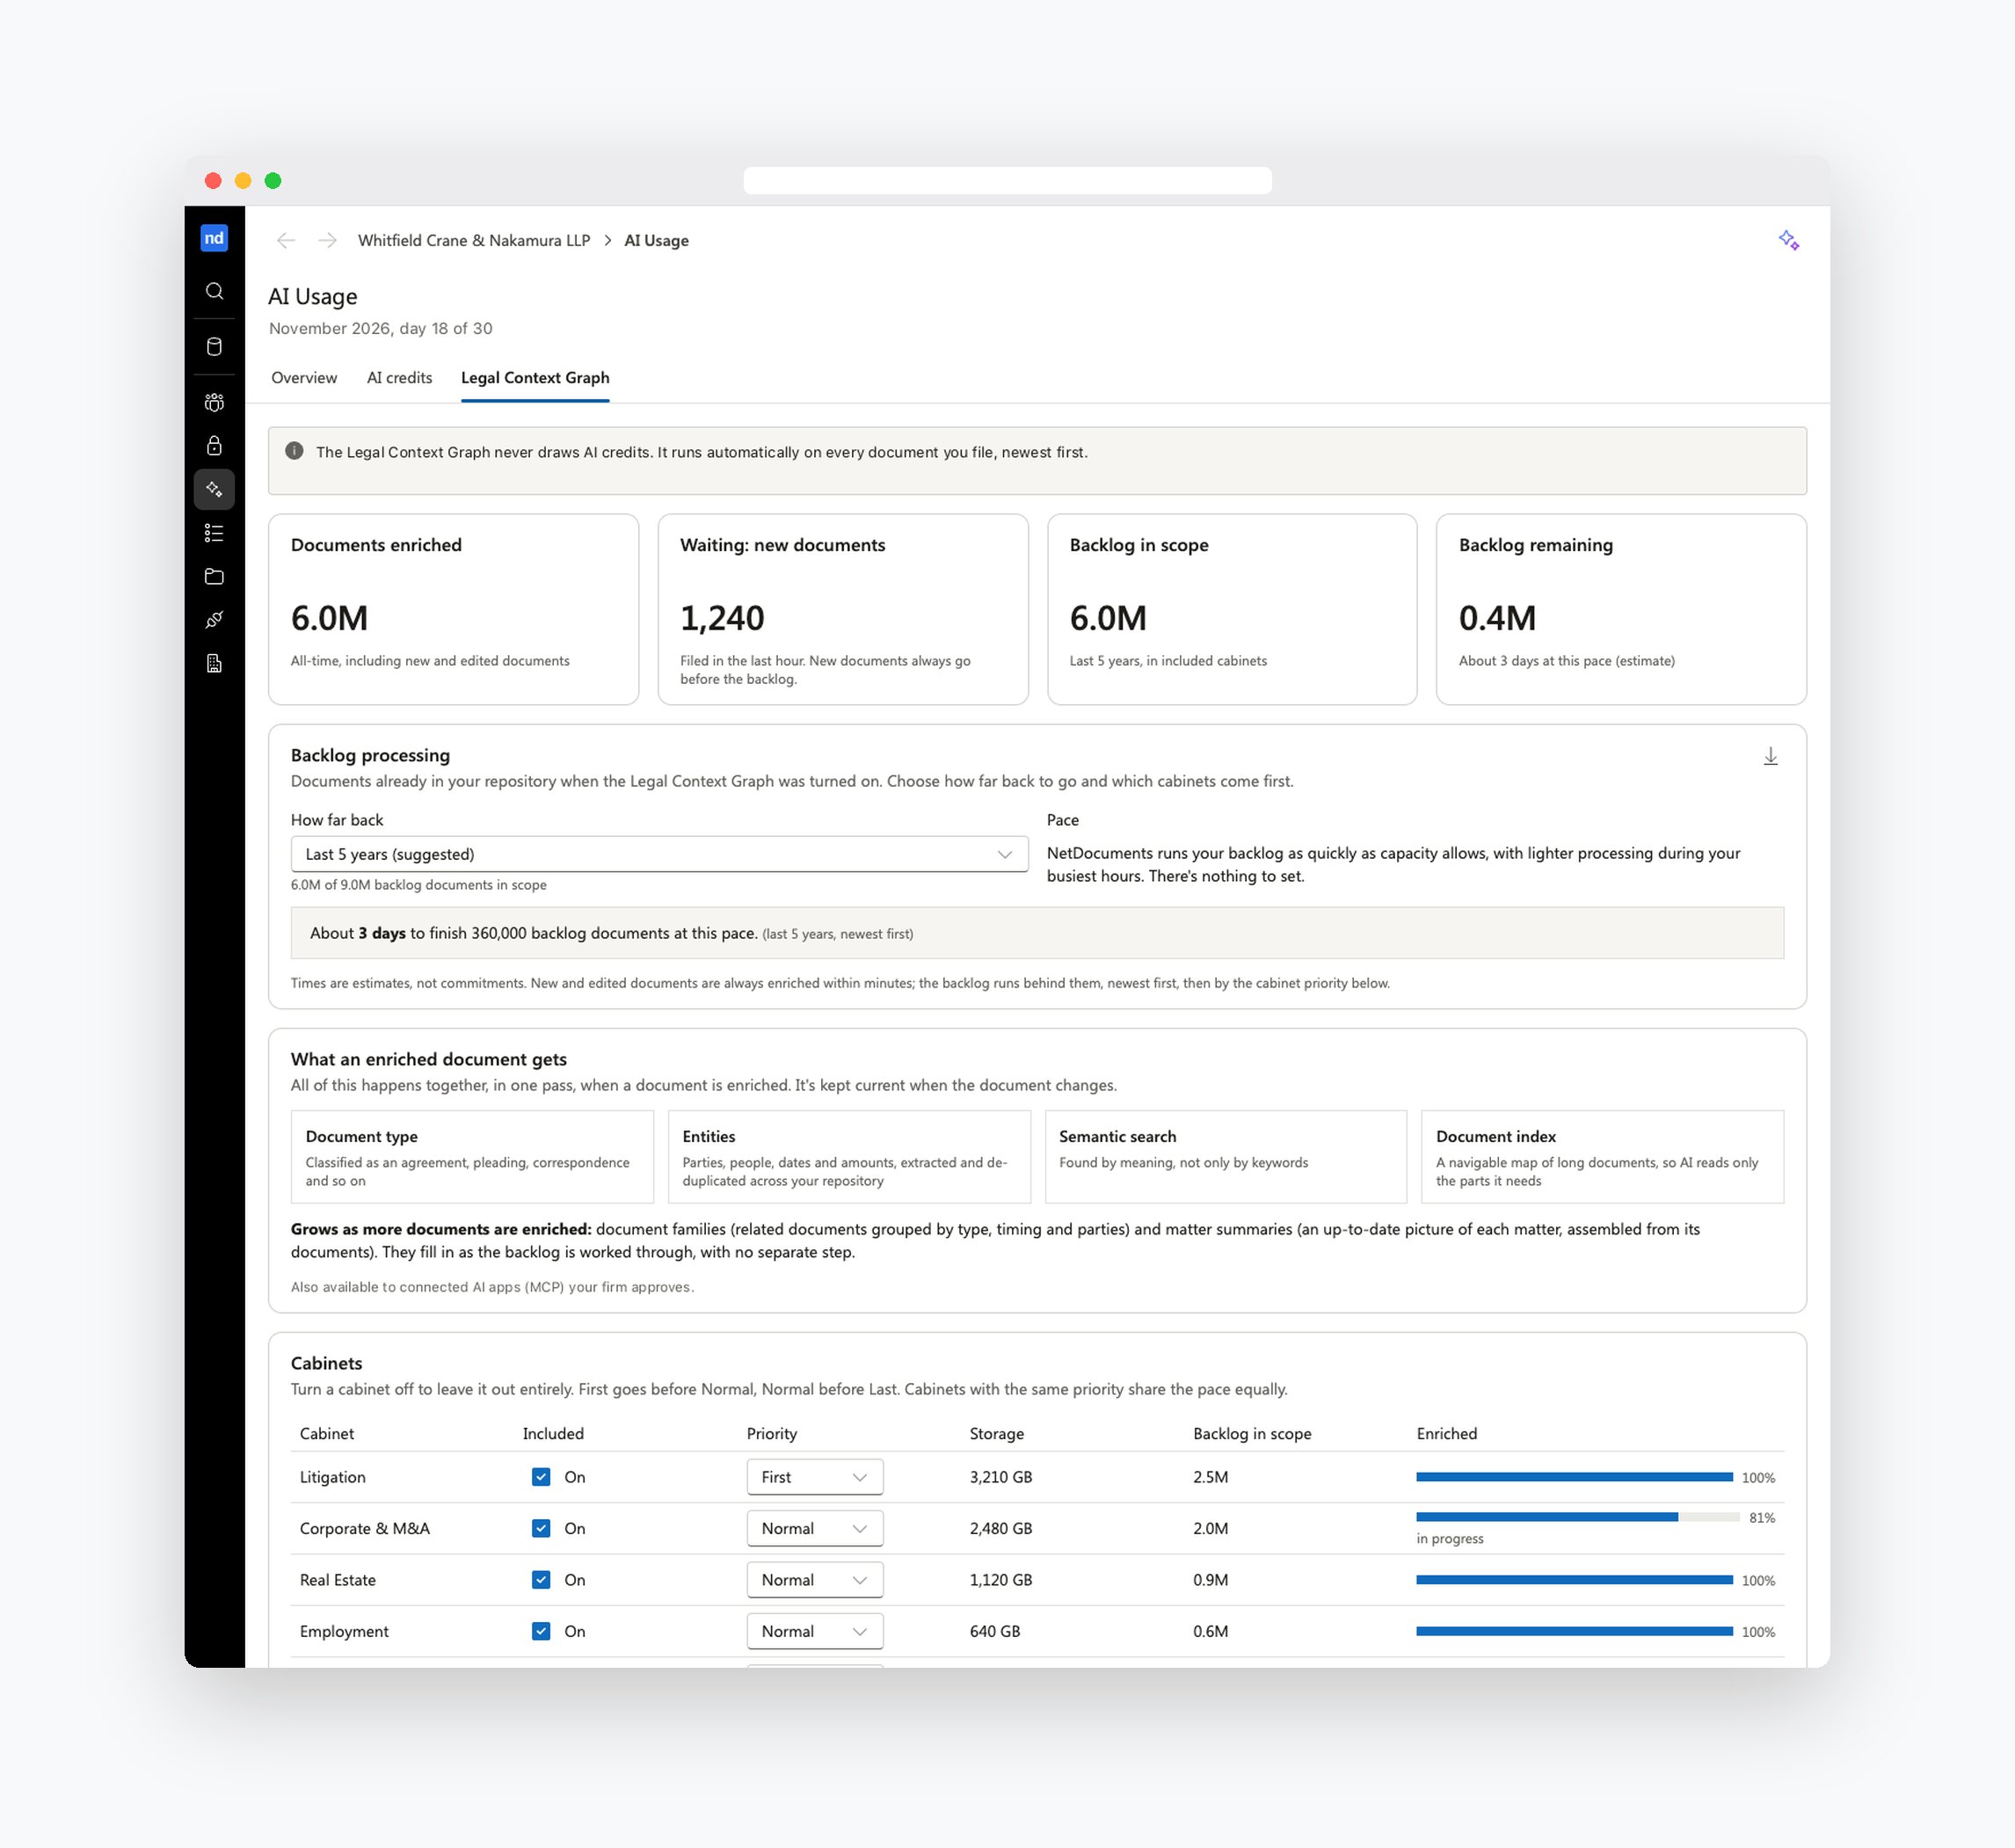 nd
Whitfield Crane & Nakamura LLP > AI Usage
AI Usage
November 2026, day 18 of 30
Overview
AI credits
Legal Context Graph
The Legal Context Graph never draws AI credits. It runs automatically on every document you file, newest first.
Documents enriched
6.0M
All-time, including new and edited documents
Waiting: new documents
1,240
Filed in the last hour. New documents always go
before the backlog.
Backlog in scope
6.0M
Last 5 years, in included cabinets
Backlog remaining
0.4M
About 3 days at this pace (estimate)
Backlog processing
Documents already in your repository when the Legal Context Graph was turned on. Choose how far back to go and which cabinets come first.
How far back
Last 5 years (suggested)
6.0M of 9.0M backlog documents in scope
Pace
NetDocuments runs your backlog as quickly as capacity allows, with lighter processing during your
busiest hours. There's nothing to set.
About 3 days to finish 360,000 backlog documents at this pace. (last 5 years, newest first)
Times are estimates, not commitments. New and edited documents are always enriched within minutes; the backlog runs behind them, newest first, then by the cabinet priority below.
What an enriched document gets
All of this happens together, in one pass, when a document is enriched. It's kept current when the document changes.
Document type
Classified as an agreement, pleading, correspondence
and so on
Entities
Parties, people, dates and amounts, extracted and de-
duplicated across your repository
Semantic search
Found by meaning, not only by keywords
Document index
A navigable map of long documents, so AI reads only
the parts it needs
Grows as more documents are enriched: document families (related documents grouped by type, timing and parties) and matter summaries (an up-to-date picture of each matter, assembled from its
documents). They fill in as the backlog is worked through, with no separate step.
Also available to connected AI apps (MCP) your firm approves.
Cabinets
Turn a cabinet off to leave it out entirely. First goes before Normal, Normal before Last. Cabinets with the same priority share the pace equally.
Cabinet Included Priority Storage Backlog in scope Enriched
Litigation On First 3,210 GB 2.5M 100%
Corporate & M&A On Normal 2,480 GB 2.0M 81%
in progress
Real Estate On Normal 1,120 GB 0.9M 100%
Employment On Normal 640 GB 0.6M 100%